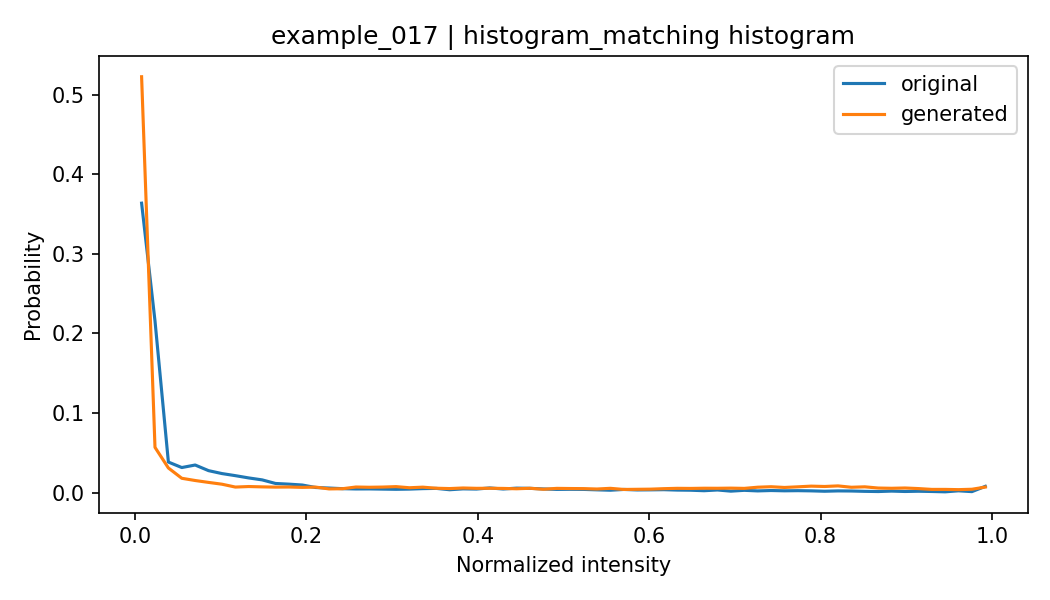 example_017 | histogram_matching histogram
original
generated
Probability
0.5
0.4
0.3
0.2
0.1
0.0
0.0 0.2 0.4 0.6 0.8 1.0
Normalized intensity